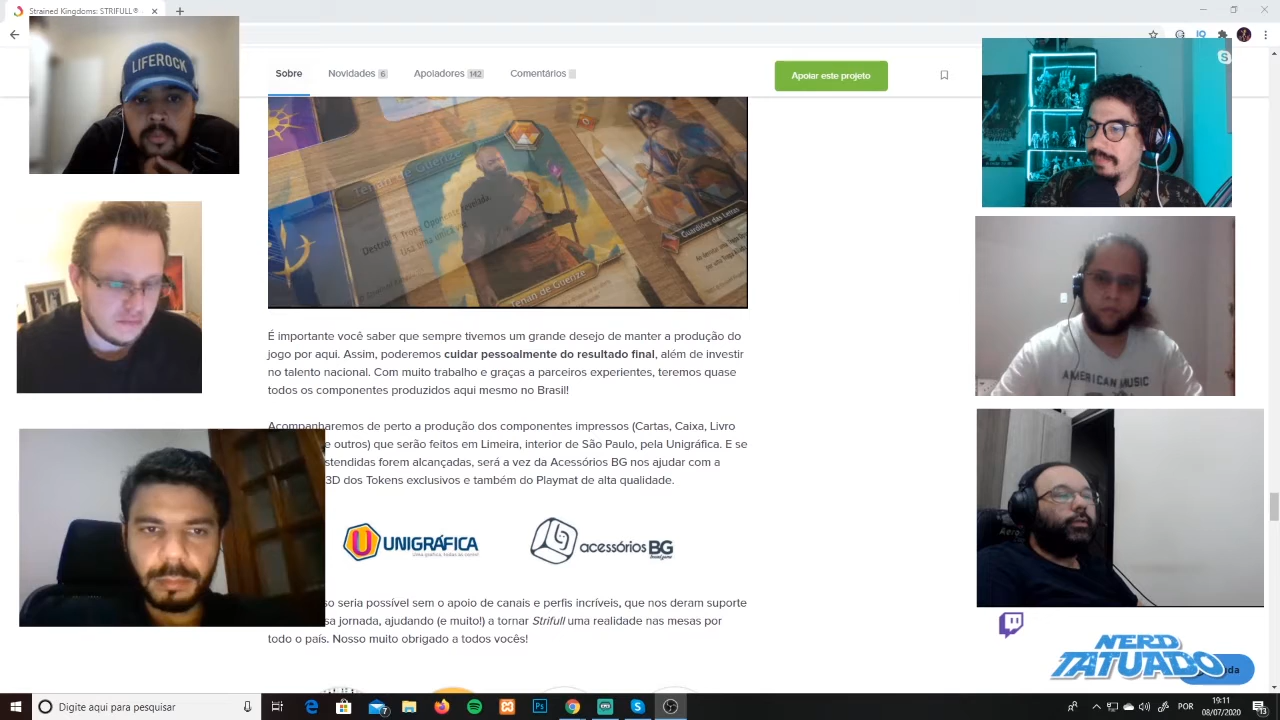 Strained Kingdoms: STRIFULL®
LIFEROCK
Sobre
Novidades 6
Apoiadores 142
Comentários
Apoiar este projeto
Tenan de Guerize
Guardiões das Letras
É importante você saber que sempre tivemos um grande desejo de manter a produção do
jogo por aqui. Assim, poderemos cuidar pessoalmente do resultado final, além de investir
no talento nacional. Com muito trabalho e graças a parceiros experientes, teremos quase
todos os componentes produzidos aqui mesmo no Brasil!
AMERICAN MUSIC
Acompanharemos de perto a produção dos componentes impressos (Cartas, Caixa, Livro
e outros) que serão feitos em Limeira, interior de São Paulo, pela Unigráfica. E se
stendidas forem alcançadas, será a vez da Acessórios BG nos ajudar com a
3D dos Tokens exclusivos e também do Playmat de alta qualidade.
UNIGRÁFICA
acessórios BG
so seria possível sem o apoio de canais e perfis incríveis, que nos deram suporte
sa jornada, ajudando (e muito!) a tornar Strifull uma realidade nas mesas por
todo o país. Nosso muito obrigado a todos vocês!
NERD
TATUADO
Digite aqui para pesquisar
POR
19:11
08/07/2020